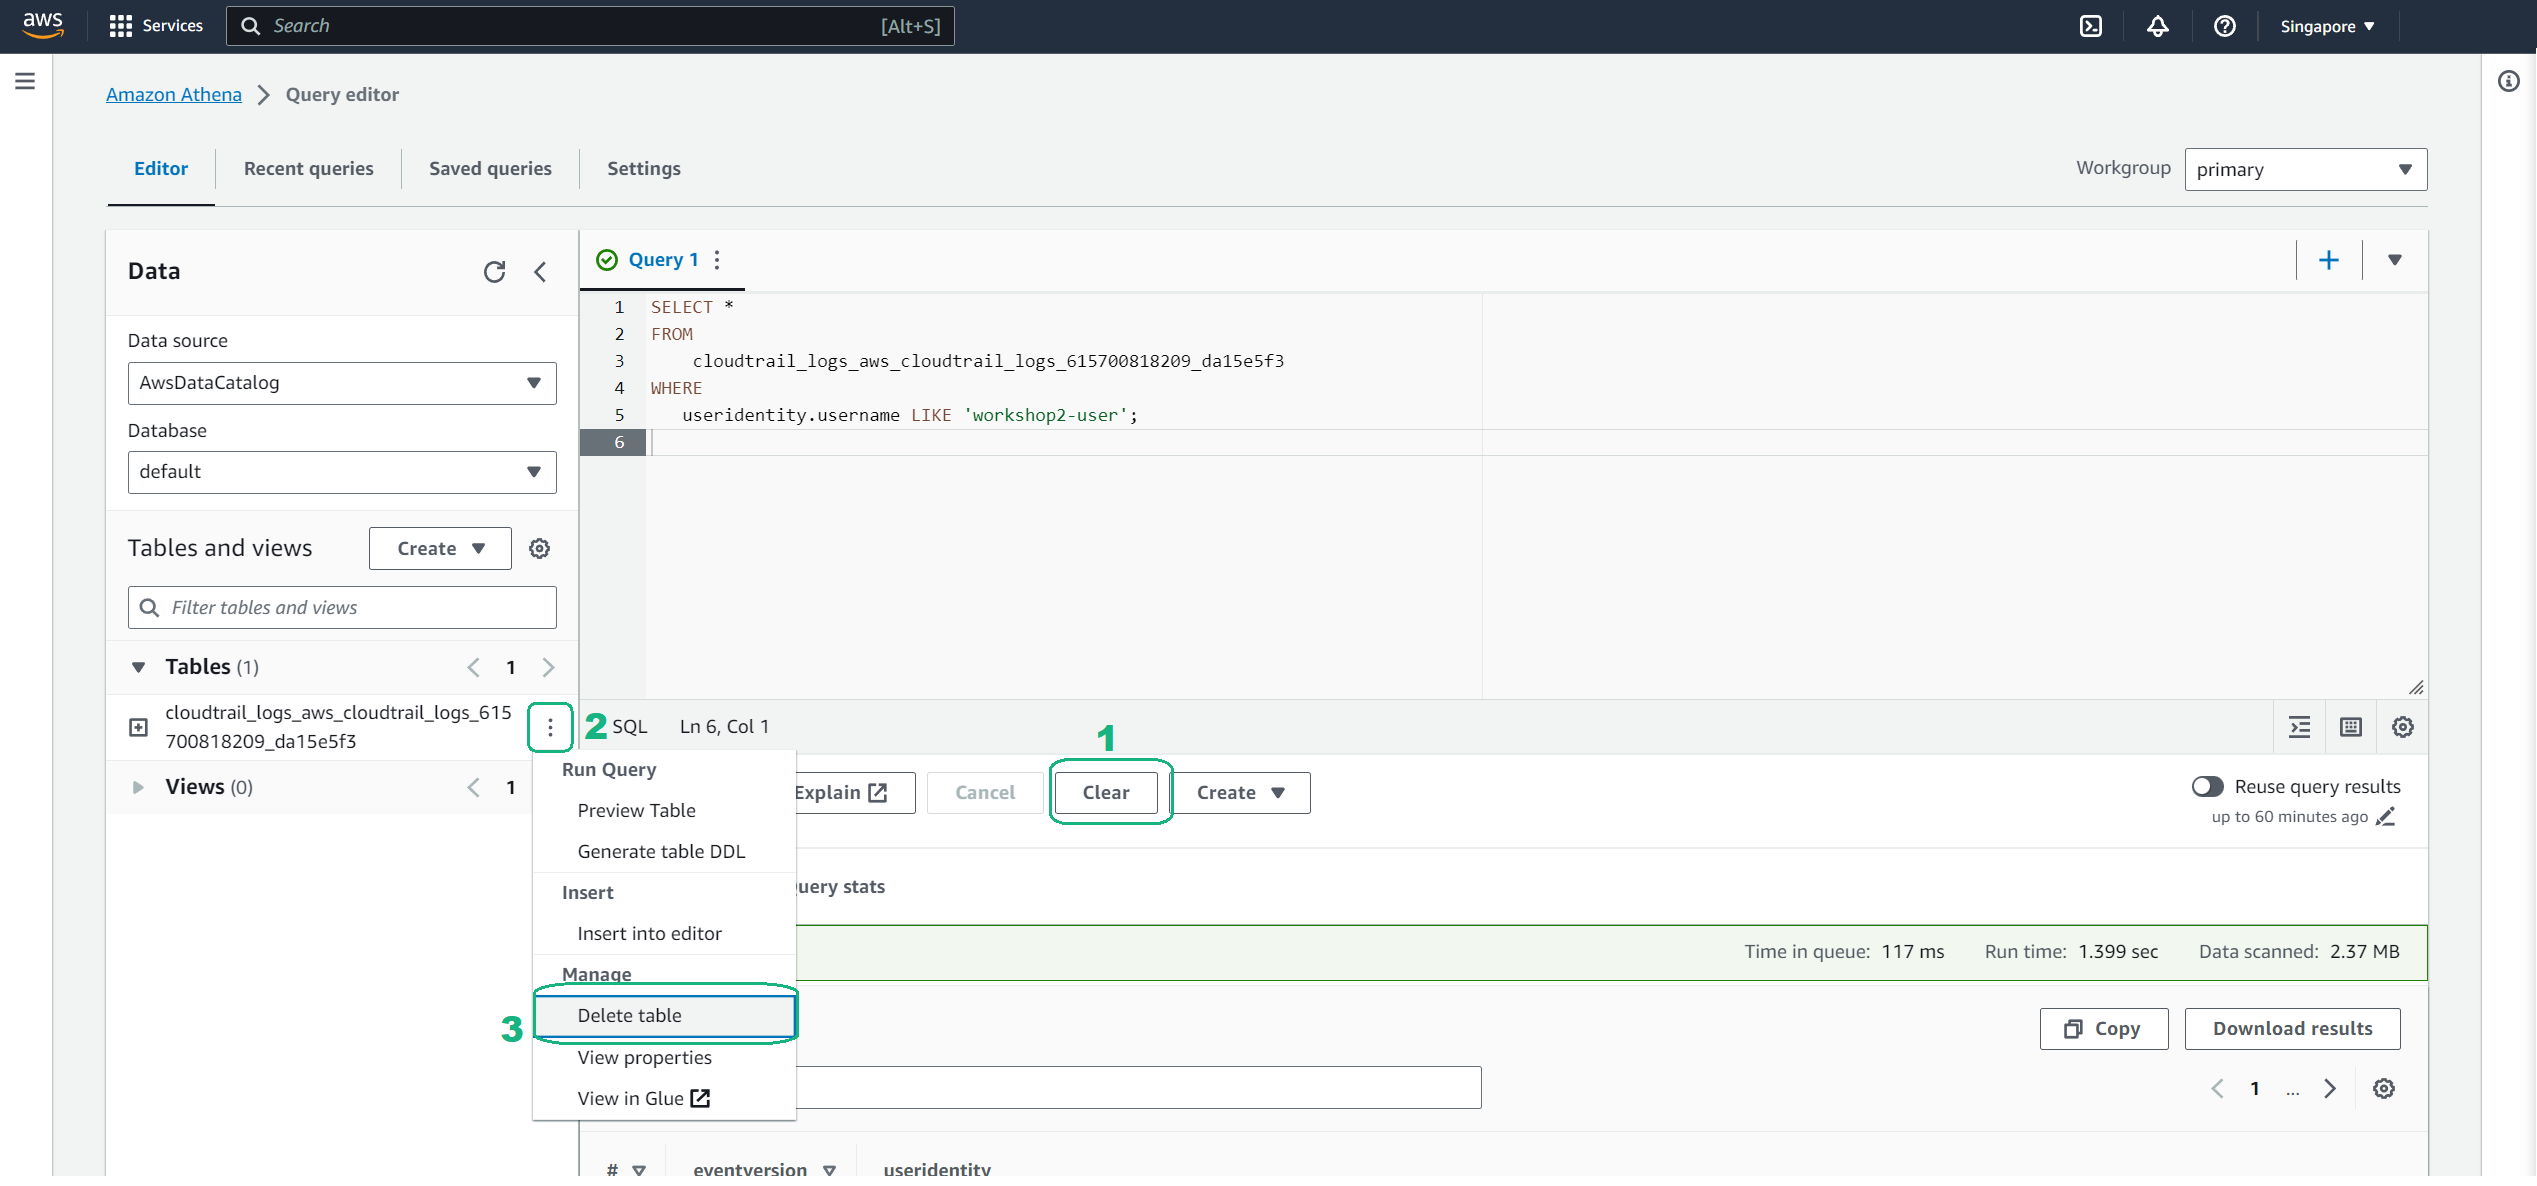 aws
Services
Search
[Alt+S]
Singapore
Amazon Athena
Query editor
Editor
Recent queries
Saved queries
Settings
Workgroup
primary
Data
Data source
AwsDataCatalog
Database
default
Tables and views
Create
Filter tables and views
Tables (1)
1
cloudtrail_logs_aws_cloudtrail_logs_615
700818209_da15e5f3
Views (0)
1
Query 1
1 SELECT *
2 FROM
3 cloudtrail_logs_aws_cloudtrail_logs_615700818209_da15e5f3
4 WHERE
5 useridentity.username LIKE 'workshop2-user';
6
2
SQL
Ln 6, Col 1
1
Run Query
Preview Table
Generate table DDL
Insert
Insert into editor
Manage
3
Delete table
View properties
View in Glue
Explain
Cancel
Clear
Create
Reuse query results
up to 60 minutes ago
uery stats
Time in queue: 117 ms
Run time: 1.399 sec
Data scanned: 2.37 MB
Copy
Download results
1
...
#
eventversion
useridentity